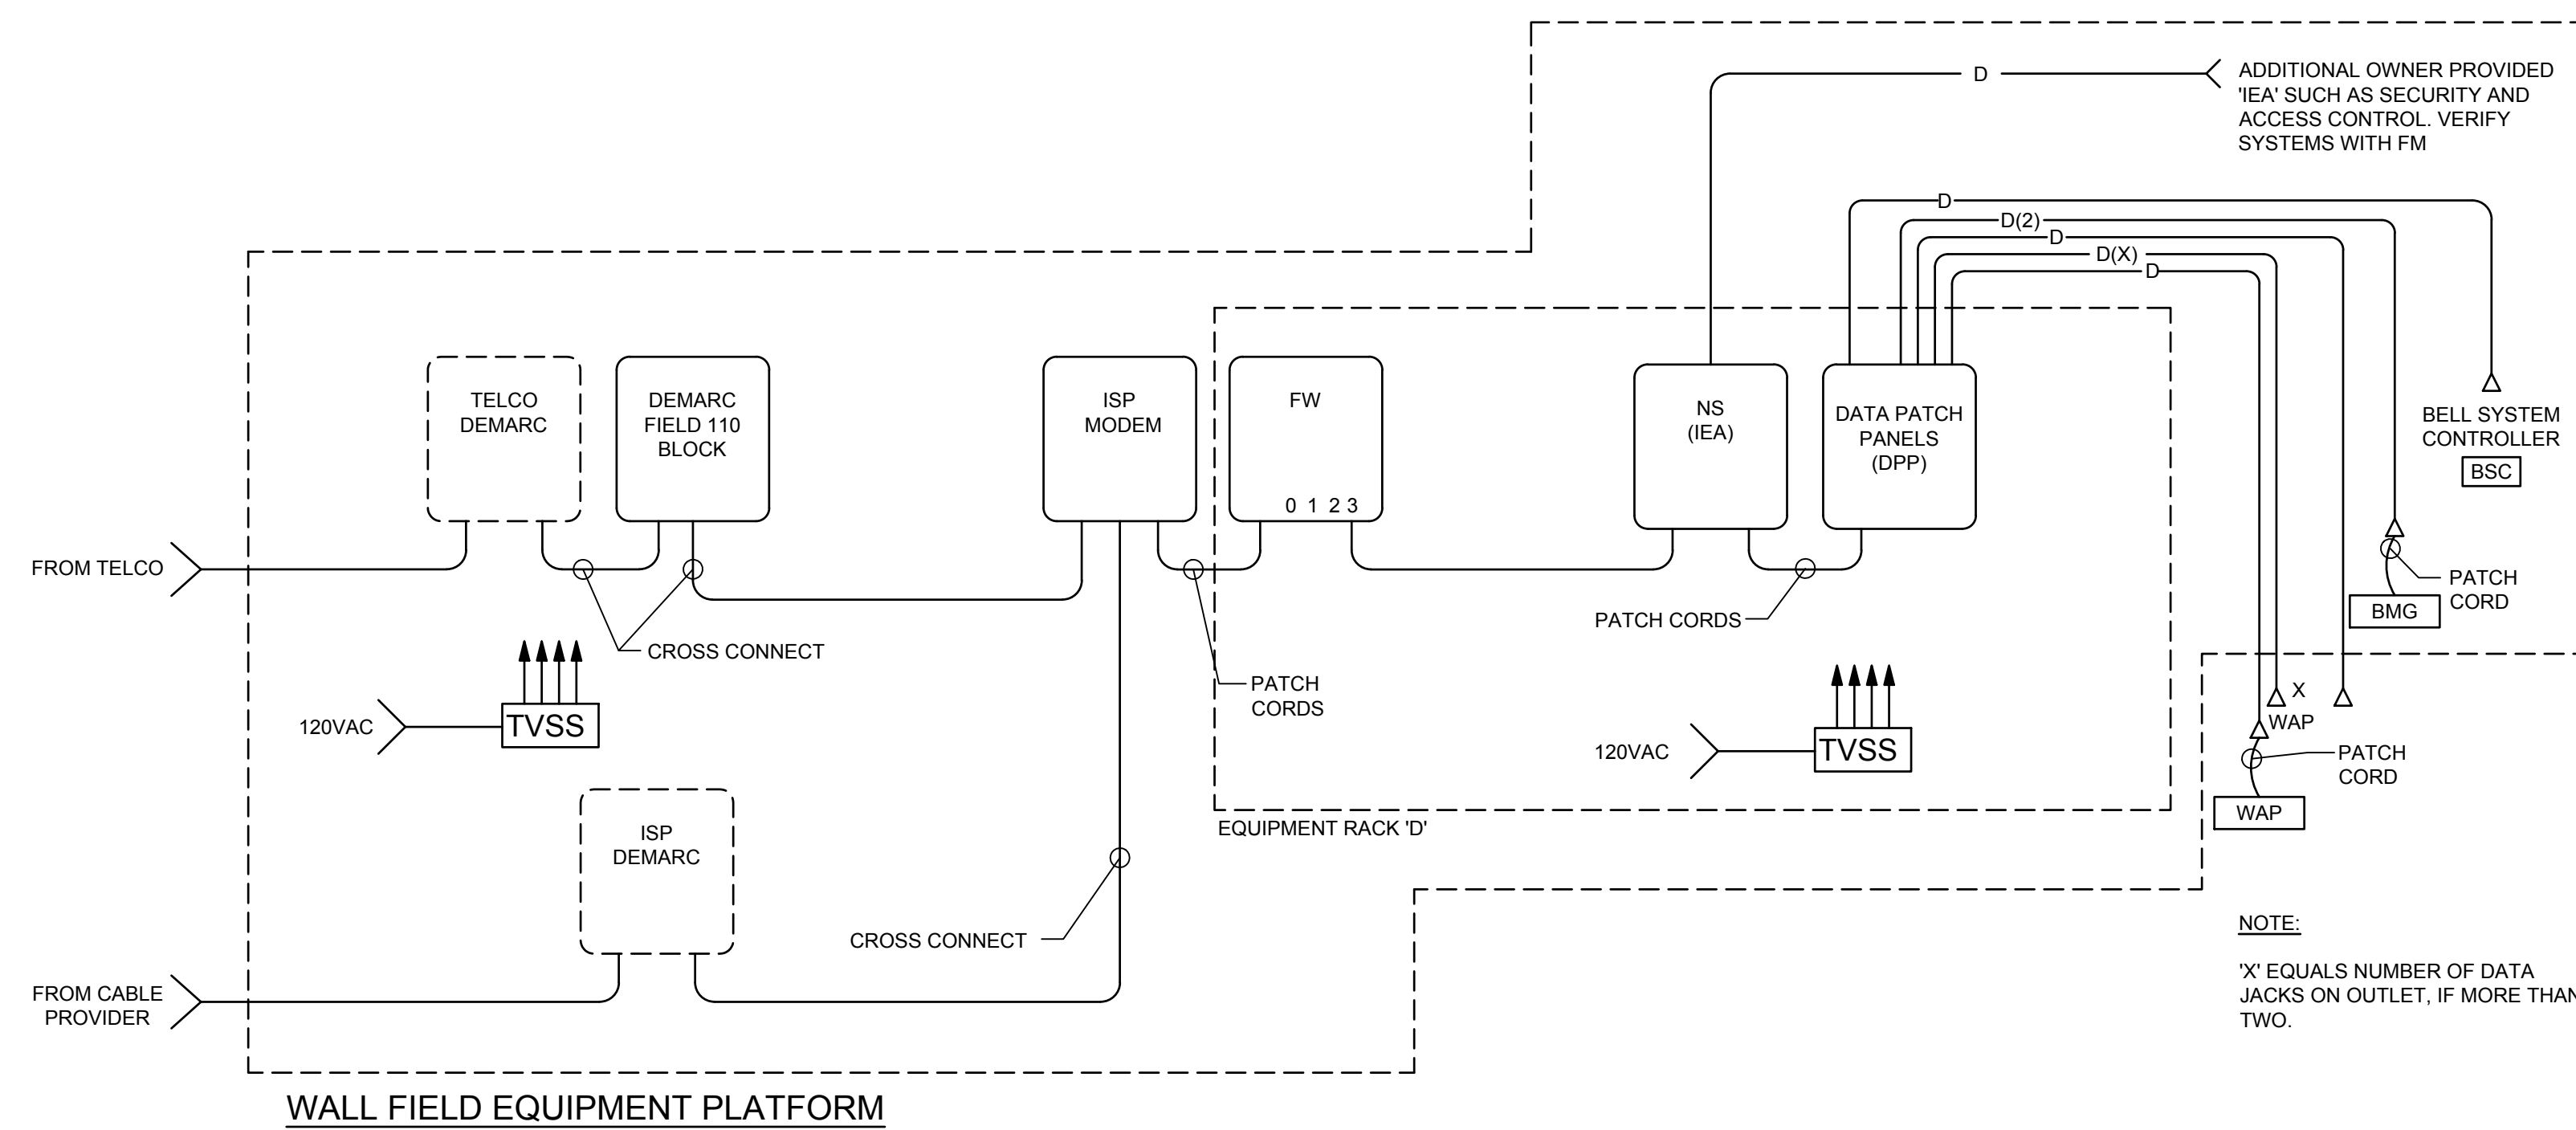 D
ADDITIONAL OWNER PROVIDED
'IEA' SUCH AS SECURITY AND
ACCESS CONTROL. VERIFY
SYSTEMS WITH FM
D
D(2)
D
D(X)
D
TELCO
DEMARC
DEMARC
FIELD 110
BLOCK
ISP
MODEM
FW
0 1 2 3
NS
(IEA)
DATA PATCH
PANELS
(DPP)
BELL SYSTEM
CONTROLLER
BSC
FROM TELCO
CROSS CONNECT
PATCH CORDS
PATCH
CORD
BMG
120VAC
TVSS
PATCH
CORDS
120VAC
TVSS
X
WAP
PATCH
CORD
WAP
EQUIPMENT RACK 'D'
ISP
DEMARC
CROSS CONNECT
FROM CABLE
PROVIDER
NOTE:
'X' EQUALS NUMBER OF DATA
JACKS ON OUTLET, IF MORE THAN
TWO.
WALL FIELD EQUIPMENT PLATFORM